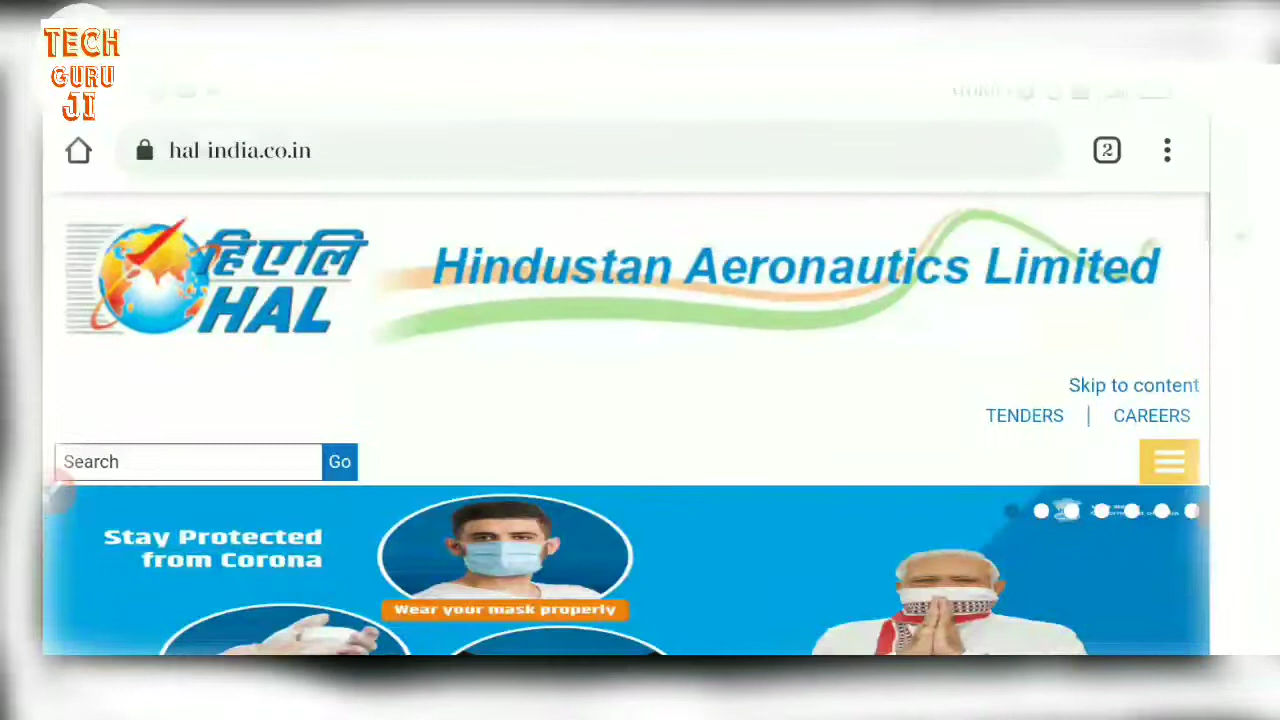 TECH
GURU
JI
2
hal-india.co.in
हिएलि
HAL
Hindustan Aeronautics Limited
Skip to content
TENDERS | CAREERS
Search
Go
Stay Protected
from Corona
Wear your mask properly